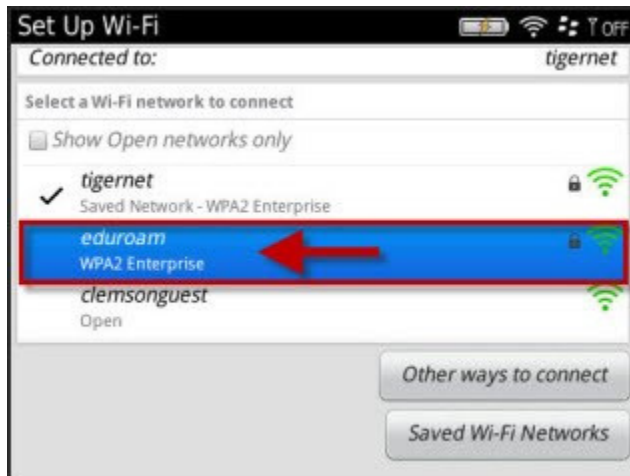 Set Up Wi-Fi
OFF
Connected to: tigernet
Select a Wi-Fi network to connect
Show Open networks only
tigernet
Saved Network - WPA2 Enterprise
eduroam
WPA2 Enterprise
clemsonguest
Open
Other ways to connect
Saved Wi-Fi Networks